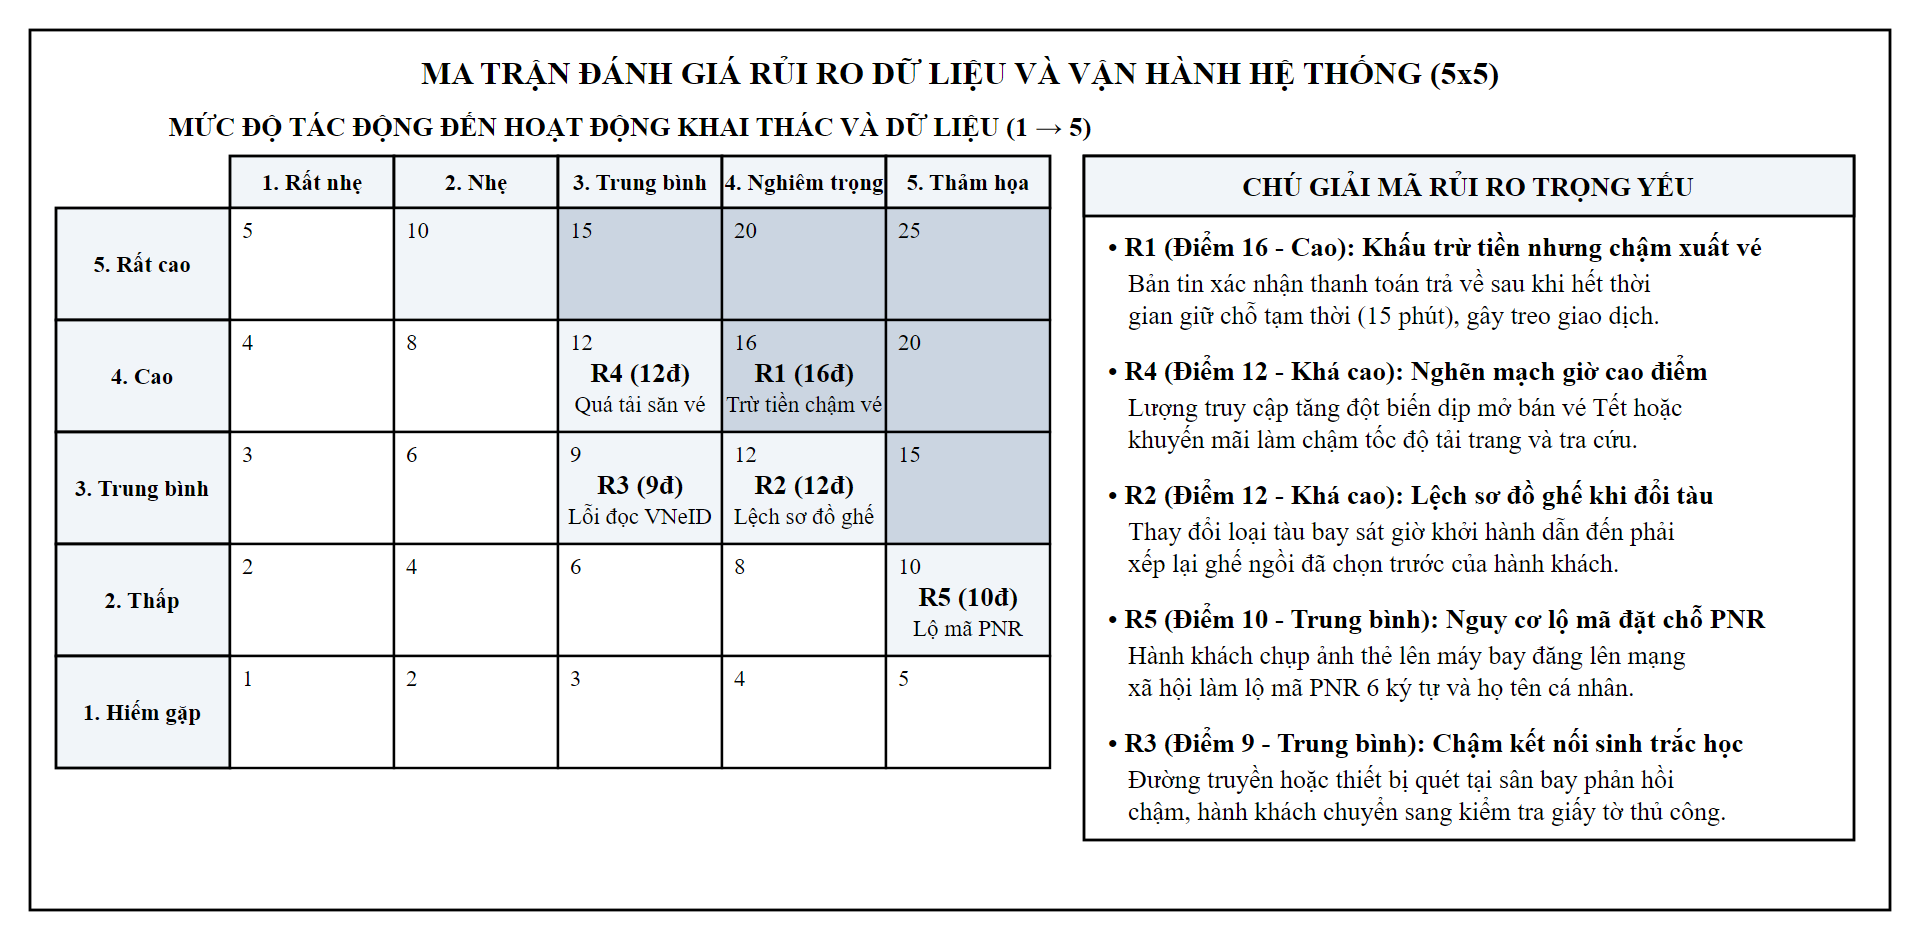 MA TRẬN ĐÁNH GIÁ RỦI RO DỮ LIỆU VÀ VẬN HÀNH HỆ THỐNG (5x5)
MỨC ĐỘ TÁC ĐỘNG ĐẾN HOẠT ĐỘNG KHAI THÁC VÀ DỮ LIỆU (1 → 5)
1. Rất nhẹ
2. Nhẹ
3. Trung bình
4. Nghiêm trọng
5. Thảm họa
5. Rất cao
5
10
15
20
25
4. Cao
4
8
12
R4 (12đ)
Quá tải săn vé
16
R1 (16đ)
Trừ tiền chậm vé
20
3. Trung bình
3
6
9
R3 (9đ)
Lỗi đọc VNeID
12
R2 (12đ)
Lệch sơ đồ ghế
15
2. Thấp
2
4
6
8
10
R5 (10đ)
Lộ mã PNR
1. Hiếm gặp
1
2
3
4
5
CHÚ GIẢI MÃ RỦI RO TRỌNG YẾU
• R1 (Điểm 16 - Cao): Khấu trừ tiền nhưng chậm xuất vé
Bản tin xác nhận thanh toán trả về sau khi hết thời
gian giữ chỗ tạm thời (15 phút), gây treo giao dịch.
• R4 (Điểm 12 - Khá cao): Nghẽn mạch giờ cao điểm
Lượng truy cập tăng đột biến dịp mở bán vé Tết hoặc
khuyến mãi làm chậm tốc độ tải trang và tra cứu.
• R2 (Điểm 12 - Khá cao): Lệch sơ đồ ghế khi đổi tàu
Thay đổi loại tàu bay sát giờ khởi hành dẫn đến phải
xếp lại ghế ngồi đã chọn trước của hành khách.
• R5 (Điểm 10 - Trung bình): Nguy cơ lộ mã đặt chỗ PNR
Hành khách chụp ảnh thẻ lên máy bay đăng lên mạng
xã hội làm lộ mã PNR 6 ký tự và họ tên cá nhân.
• R3 (Điểm 9 - Trung bình): Chậm kết nối sinh trắc học
Đường truyền hoặc thiết bị quét tại sân bay phản hồi
chậm, hành khách chuyển sang kiểm tra giấy tờ thủ công.